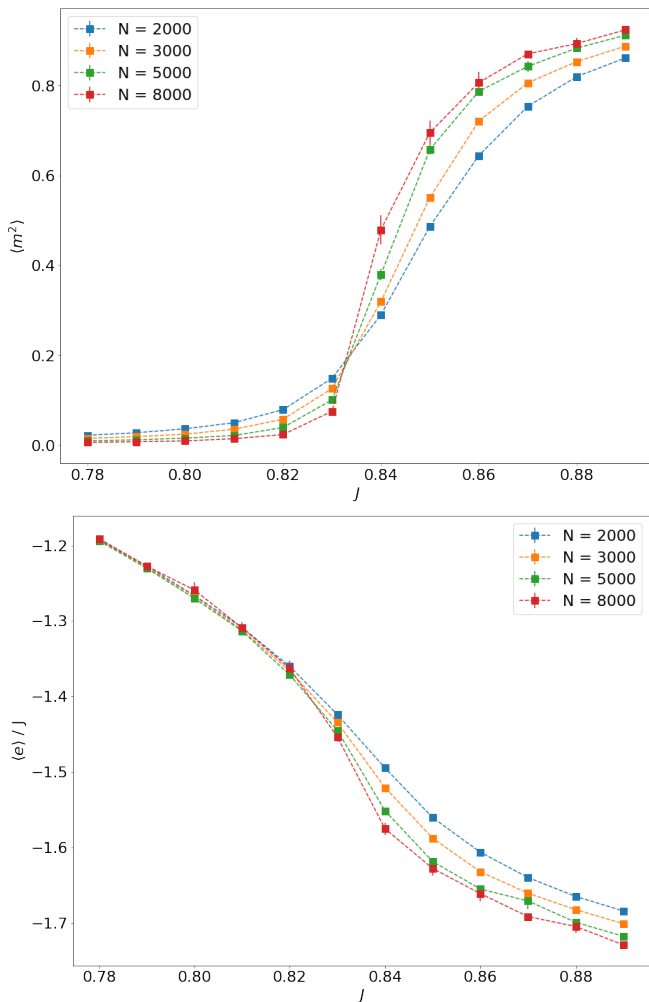 N = 2000
N = 3000
N = 5000
N = 8000
0.8
0.6
0.4
0.2
0.0
⟨m²⟩
0.78 0.80 0.82 0.84 0.86 0.88
J
N = 2000
N = 3000
N = 5000
N = 8000
−1.2
−1.3
−1.4
−1.5
−1.6
−1.7
⟨e⟩ / J
0.78 0.80 0.82 0.84 0.86 0.88
J